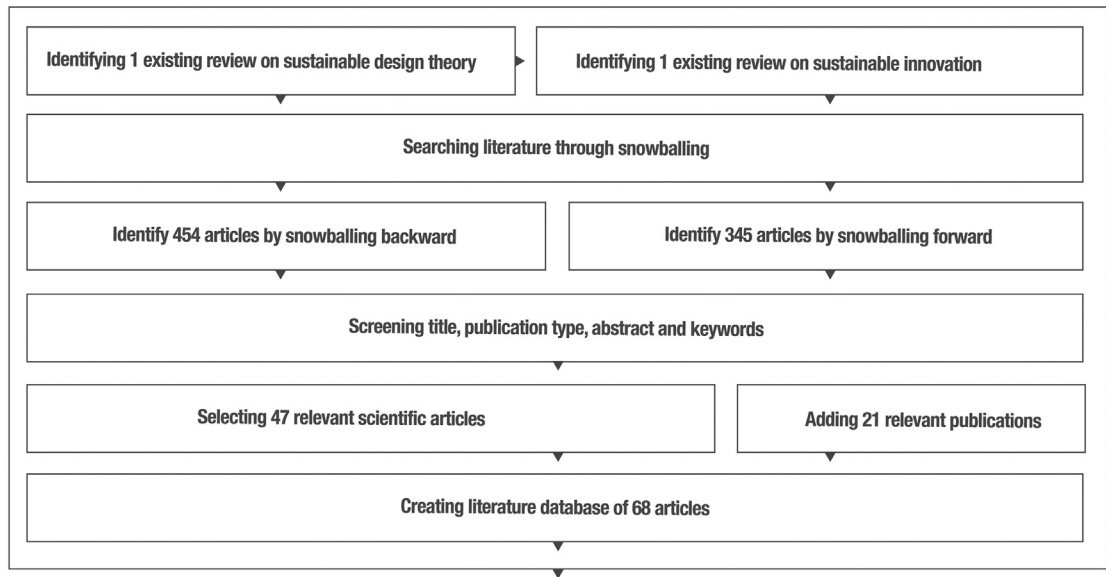 Identifying 1 existing review on sustainable design theory
Identifying 1 existing review on sustainable innovation
Searching literature through snowballing
Identify 454 articles by snowballing backward
Identify 345 articles by snowballing forward
Screening title, publication type, abstract and keywords
Selecting 47 relevant scientific articles
Adding 21 relevant publications
Creating literature database of 68 articles